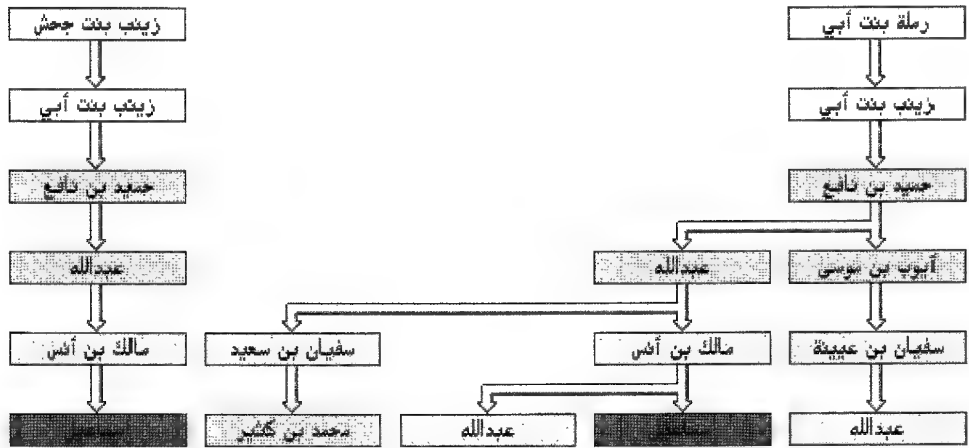 رملة بنت أبي
زينب بنت جحش
زينب بنت أبي
زينب بنت أبي
حميد بن نافع
حميد بن نافع
أيوب بن موسى
عبدالله
عبدالله
سفيان بن عيينة
مالك بن أنس
سفيان بن سعيد
مالك بن أنس
عبدالله
إسماعيل
عبدالله
محمد بن كثير
إسماعيل